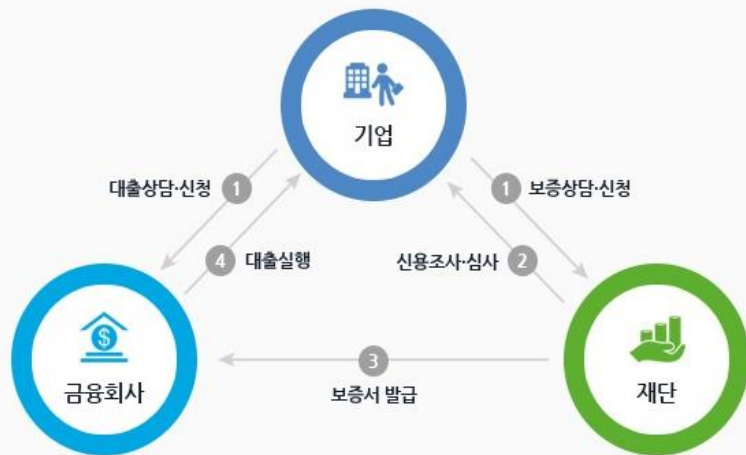 기업
대출상담·신청 1
1 보증상담·신청
4 대출실행
신용조사·심사 2
$
금융회사
3
보증서 발급
재단